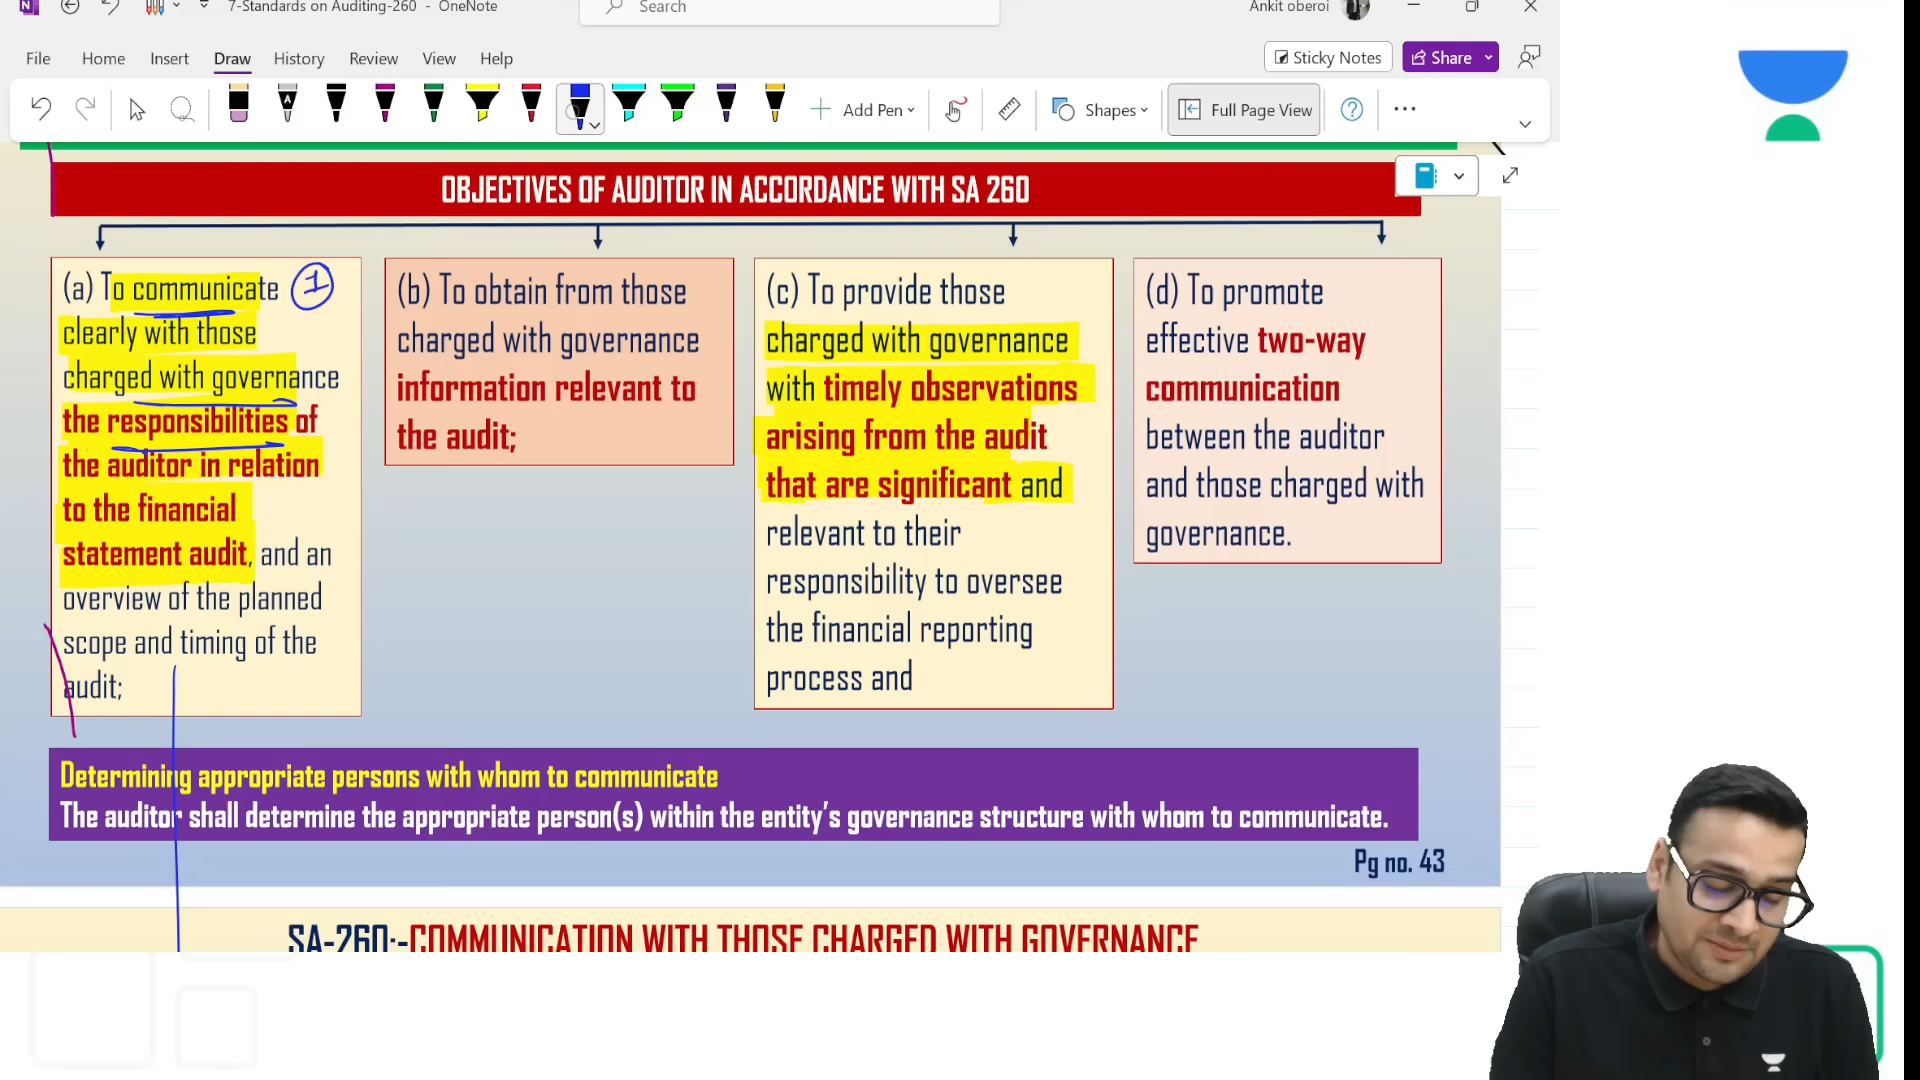 7-Standards on Auditing-260 - OneNote
Search
Ankit oberoi
File Home Insert Draw History Review View Help
Sticky Notes
Share
A
Add Pen
Shapes
Full Page View
OBJECTIVES OF AUDITOR IN ACCORDANCE WITH SA 260
(a) To communicate 1
clearly with those
charged with governance
the responsibilities of
the auditor in relation
to the financial
statement audit, and an
overview of the planned
scope and timing of the
audit;
(b) To obtain from those
charged with governance
information relevant to
the audit;
(c) To provide those
charged with governance
with timely observations
arising from the audit
that are significant and
relevant to their
responsibility to oversee
the financial reporting
process and
(d) To promote
effective two-way
communication
between the auditor
and those charged with
governance.
Determining appropriate persons with whom to communicate
The auditor shall determine the appropriate person(s) within the entity's governance structure with whom to communicate.
Pg no. 43
SA-260:-COMMUNICATION WITH THOSE CHARGED WITH GOVERNANCE